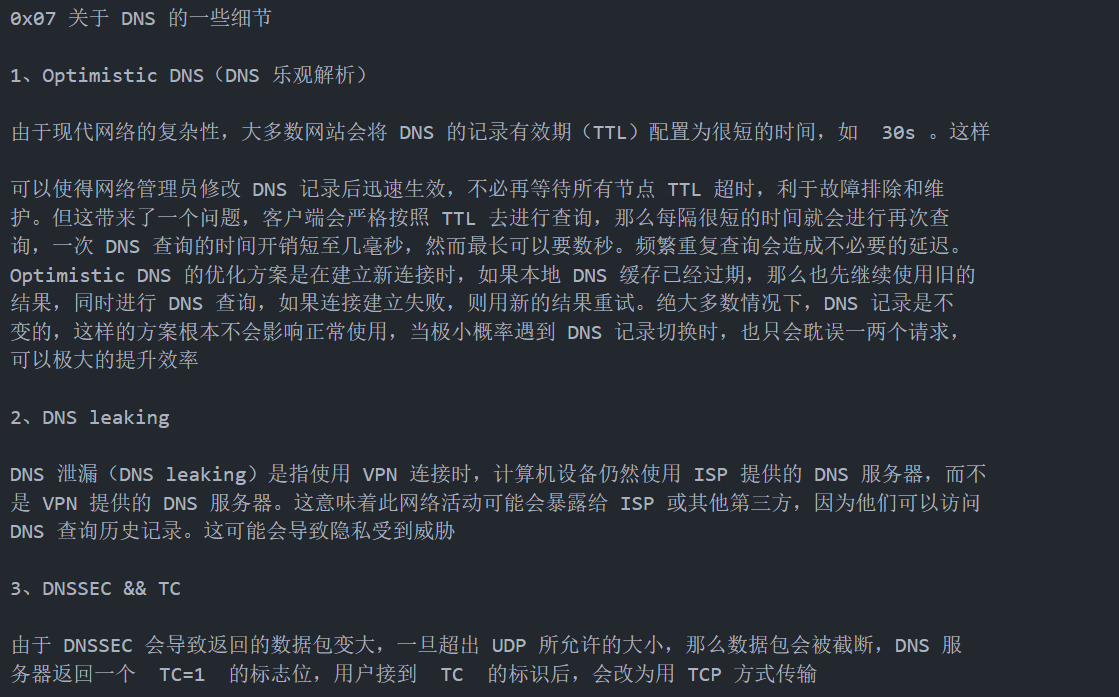 0x07 关于 DNS 的一些细节
1、Optimistic DNS（DNS 乐观解析）
由于现代网络的复杂性，大多数网站会将 DNS 的记录有效期（TTL）配置为很短的时间，如  30s 。这样
可以使得网络管理员修改 DNS 记录后迅速生效，不必再等待所有节点 TTL 超时，利于故障排除和维
护。但这带来了一个问题，客户端会严格按照 TTL 去进行查询，那么每隔很短的时间就会进行再次查
询，一次 DNS 查询的时间开销短至几毫秒，然而最长可以要数秒。频繁重复查询会造成不必要的延迟。
Optimistic DNS 的优化方案是在建立新连接时，如果本地 DNS 缓存已经过期，那么也先继续使用旧的
结果，同时进行 DNS 查询，如果连接建立失败，则用新的结果重试。绝大多数情况下，DNS 记录是不
变的，这样的方案根本不会影响正常使用，当极小概率遇到 DNS 记录切换时，也只会耽误一两个请求，
可以极大的提升效率
2、DNS leaking
DNS 泄漏（DNS leaking）是指使用 VPN 连接时，计算机设备仍然使用 ISP 提供的 DNS 服务器，而不
是 VPN 提供的 DNS 服务器。这意味着此网络活动可能会暴露给 ISP 或其他第三方，因为他们可以访问
DNS 查询历史记录。这可能会导致隐私受到威胁
3、DNSSEC && TC
由于 DNSSEC 会导致返回的数据包变大，一旦超出 UDP 所允许的大小，那么数据包会被截断，DNS 服
务器返回一个  TC=1  的标志位，用户接到  TC  的标识后，会改为用 TCP 方式传输